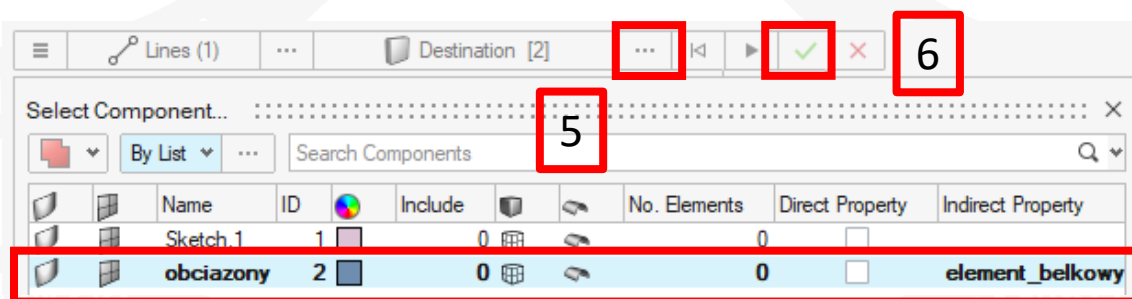 Lines (1) ... Destination [2] ... 6
Select Component... 5
By List ... Search Components
Name ID Include No. Elements Direct Property Indirect Property
Sketch.1 1 0 0
obciazony 2 0 0 element_belkowy